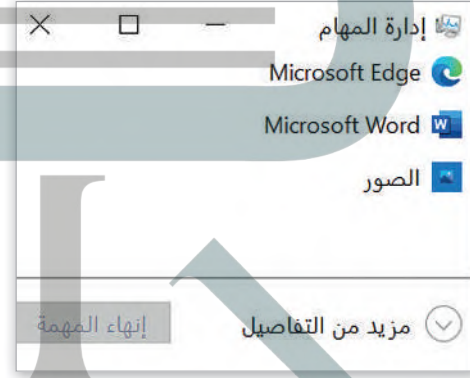 إدارة المهام
Microsoft Edge
Microsoft Word
الصور
مزيد من التفاصيل
إنهاء المهمة